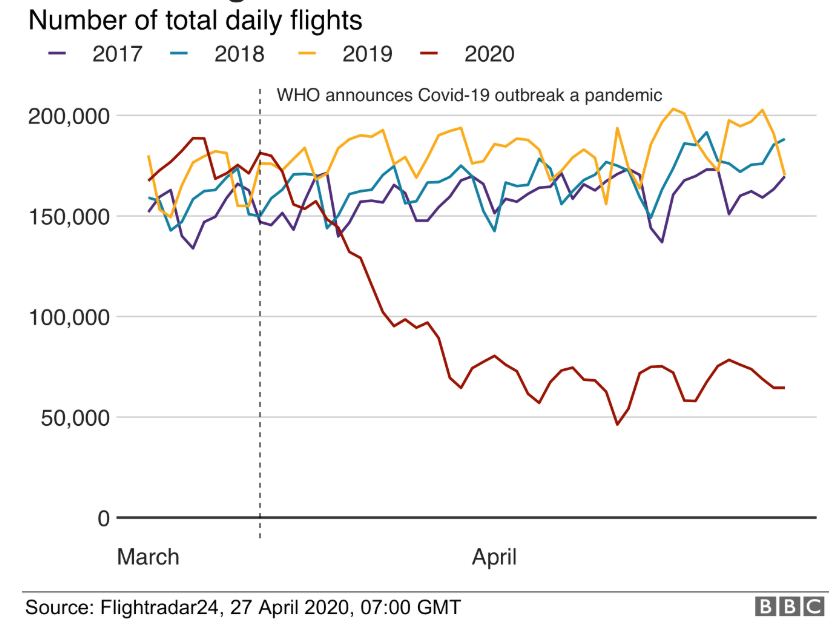 Number of total daily flights
2017 2018 2019 2020
WHO announces Covid-19 outbreak a pandemic
200,000
150,000
100,000
50,000
0
March April
Source: Flightradar24, 27 April 2020, 07:00 GMT
BBC